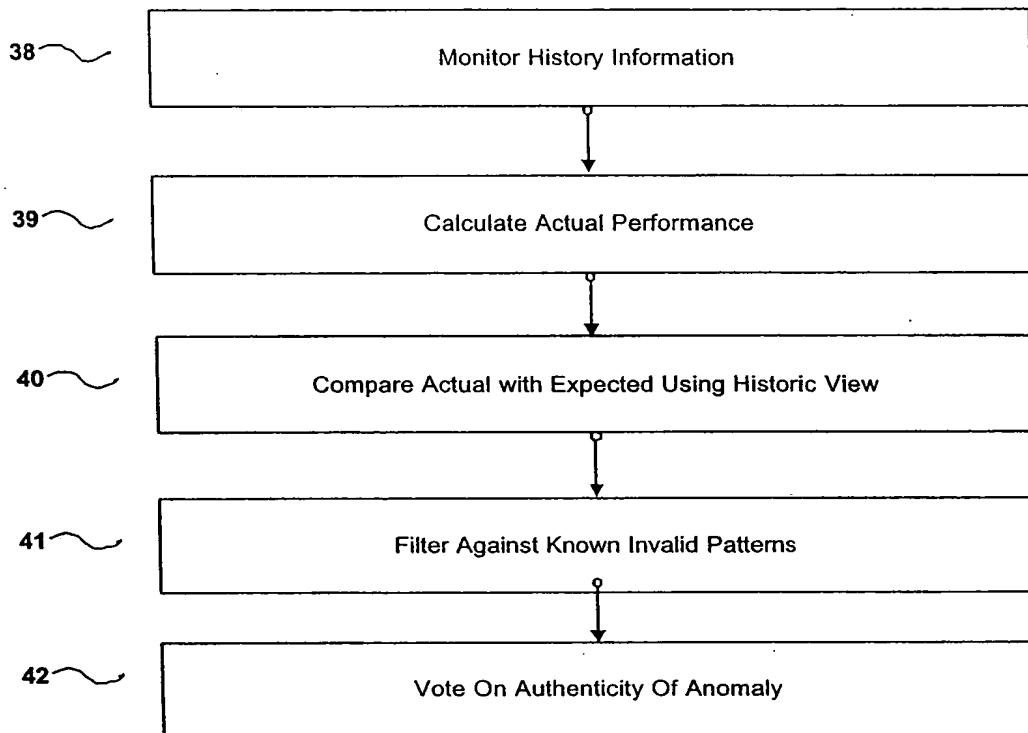 38
Monitor History Information
39
Calculate Actual Performance
40
Compare Actual with Expected Using Historic View
41
Filter Against Known Invalid Patterns
42
Vote On Authenticity Of Anomaly